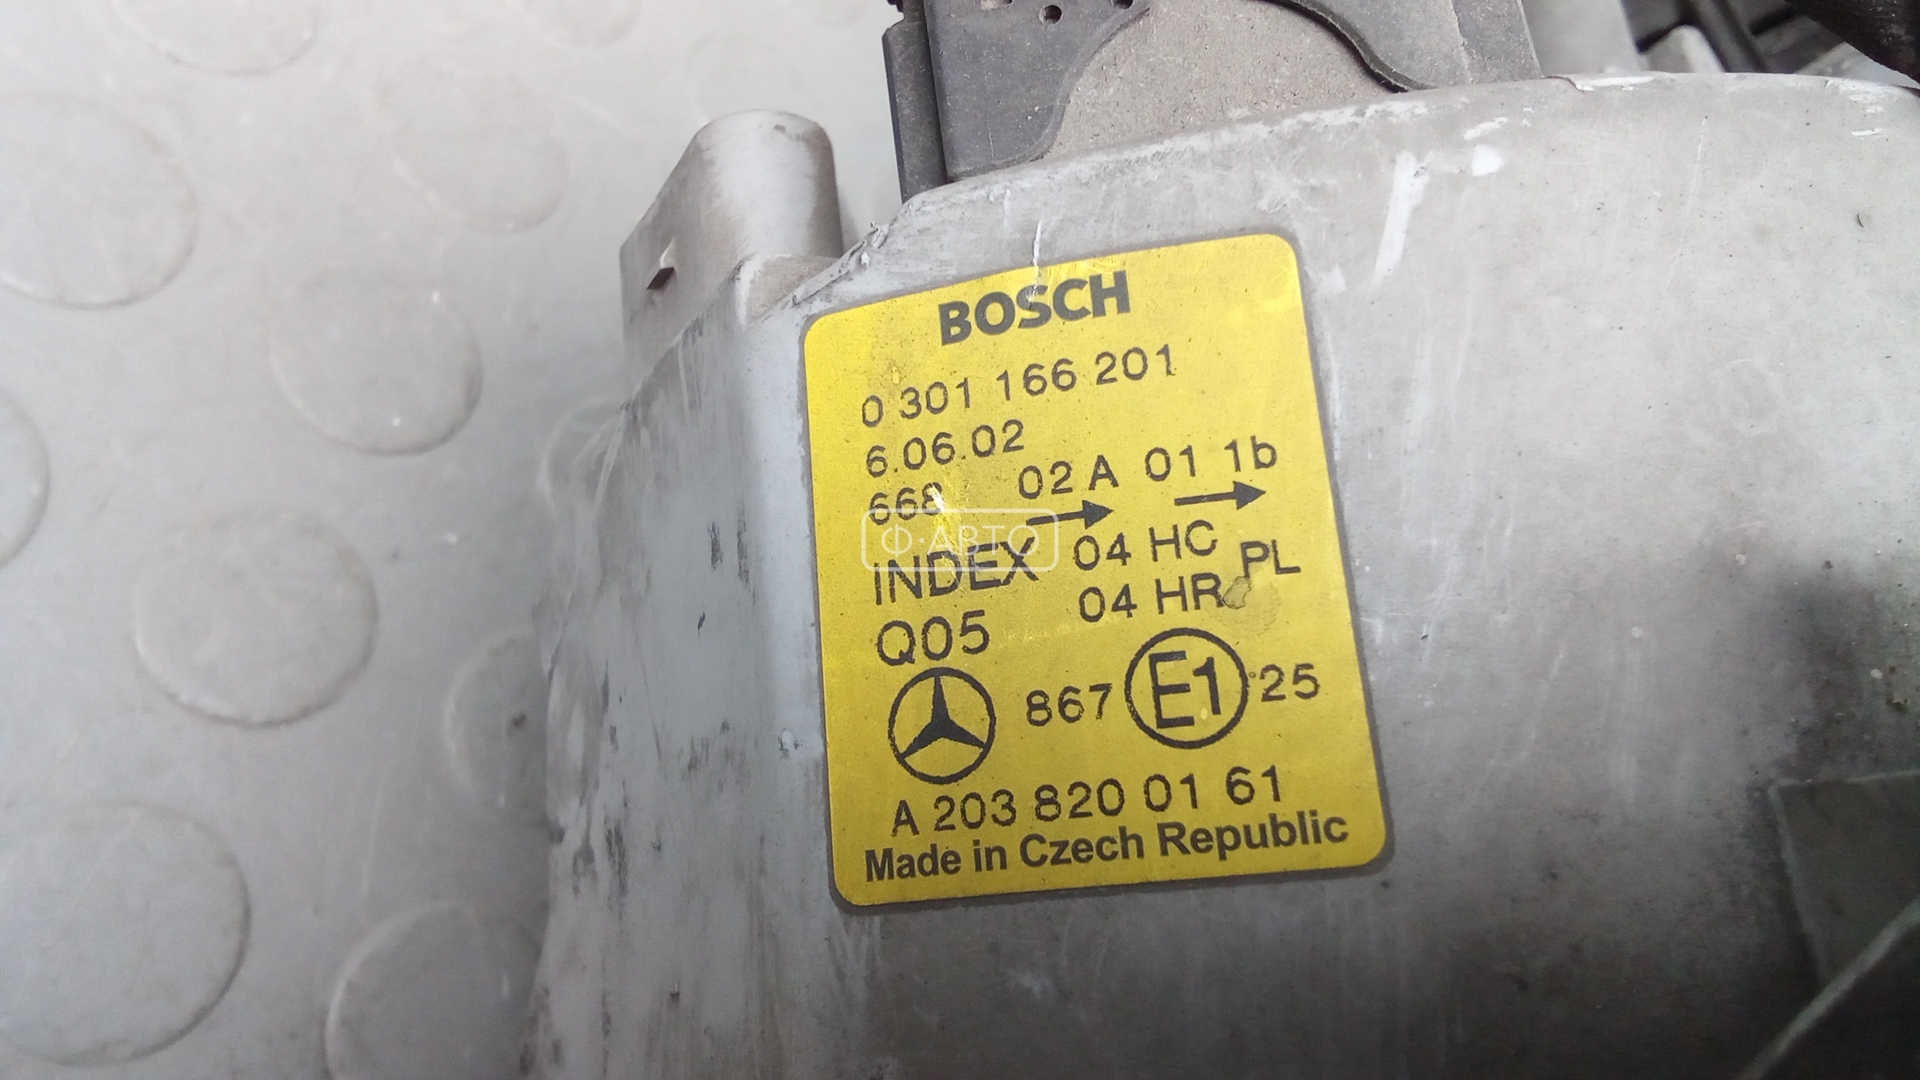 BOSCH
0 301 166 201
6.06.02
668 02 A 01 1b
Ф·АВТО
INDEX 04 HC PL
Q05 04 HR
867 E1 25
A 203 820 01 61
Made in Czech Republic